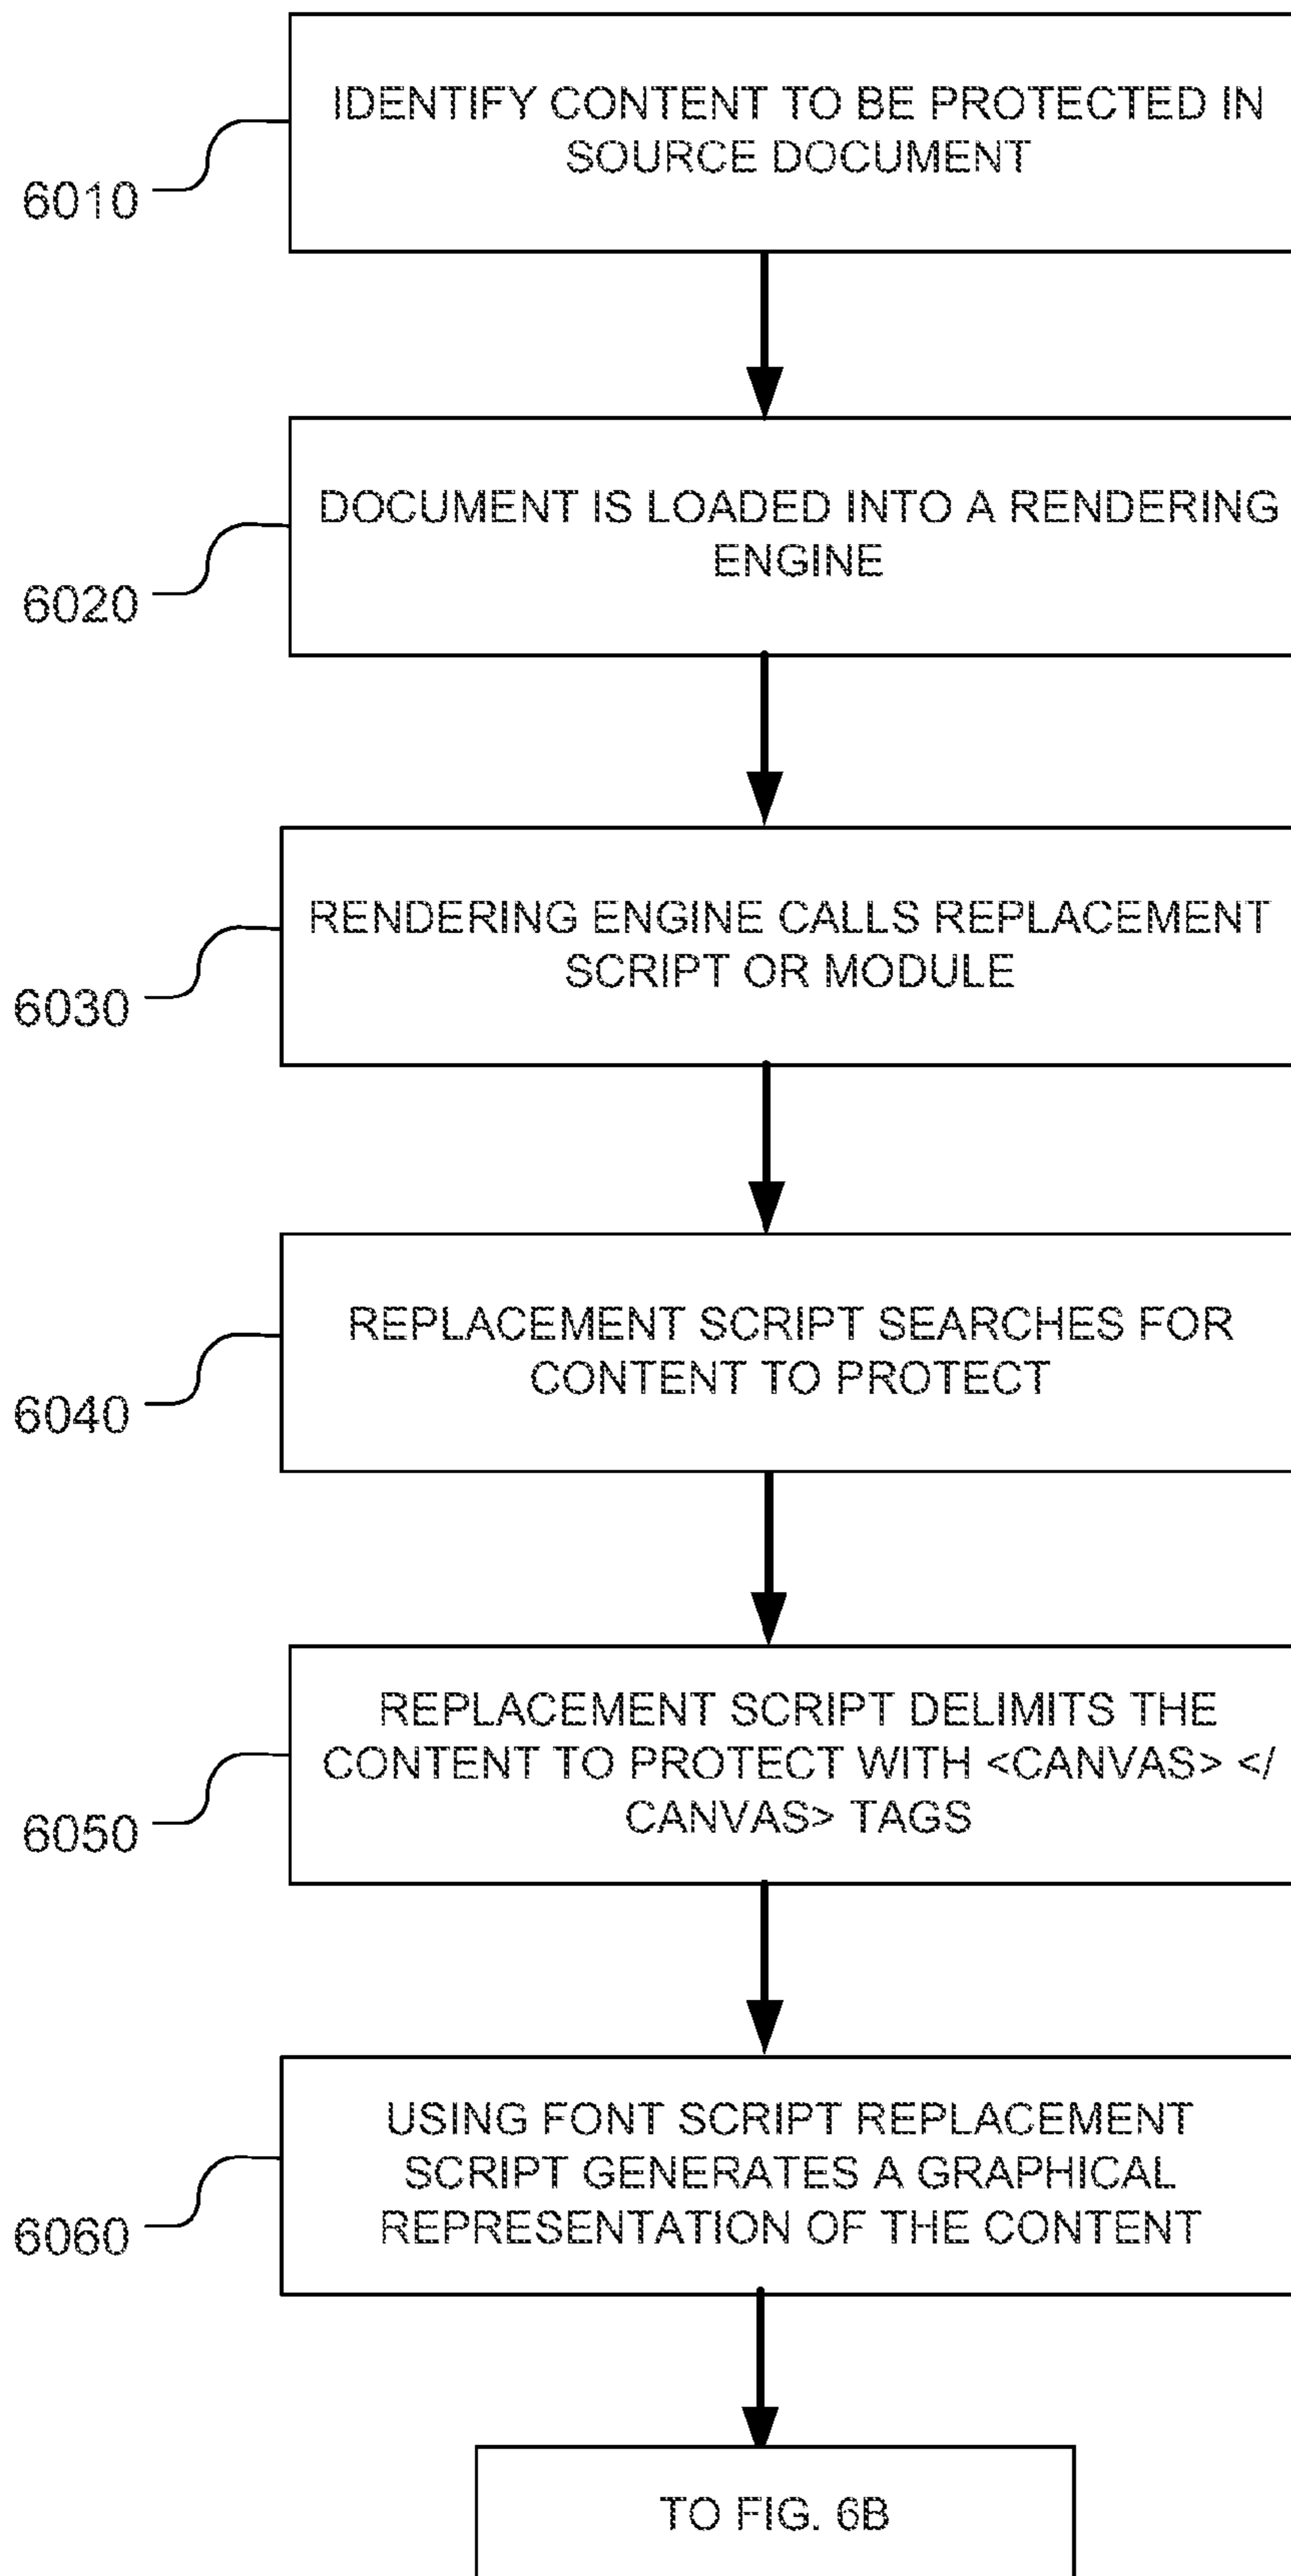 IDENTIFY CONTENT TO BE PROTECTED IN
SOURCE DOCUMENT
6010
DOCUMENT IS LOADED INTO A RENDERING
ENGINE
6020
RENDERING ENGINE CALLS REPLACEMENT
SCRIPT OR MODULE
6030
REPLACEMENT SCRIPT SEARCHES FOR
CONTENT TO PROTECT
6040
REPLACEMENT SCRIPT DELIMITS THE
CONTENT TO PROTECT WITH <CANVAS> </
CANVAS> TAGS
6050
USING FONT SCRIPT REPLACEMENT
SCRIPT GENERATES A GRAPHICAL
REPRESENTATION OF THE CONTENT
6060
TO FIG. 6B